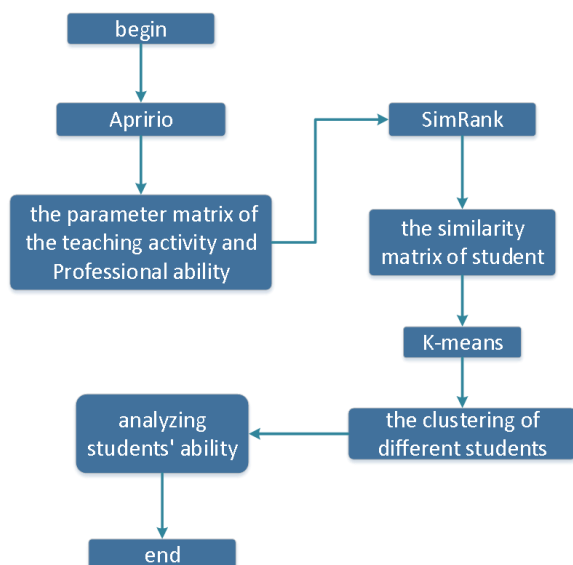 begin
Apririo
the parameter matrix of
the teaching activity and
Professional ability
SimRank
the similarity
matrix of student
K-means
the clustering of
different students
analyzing
students' ability
end